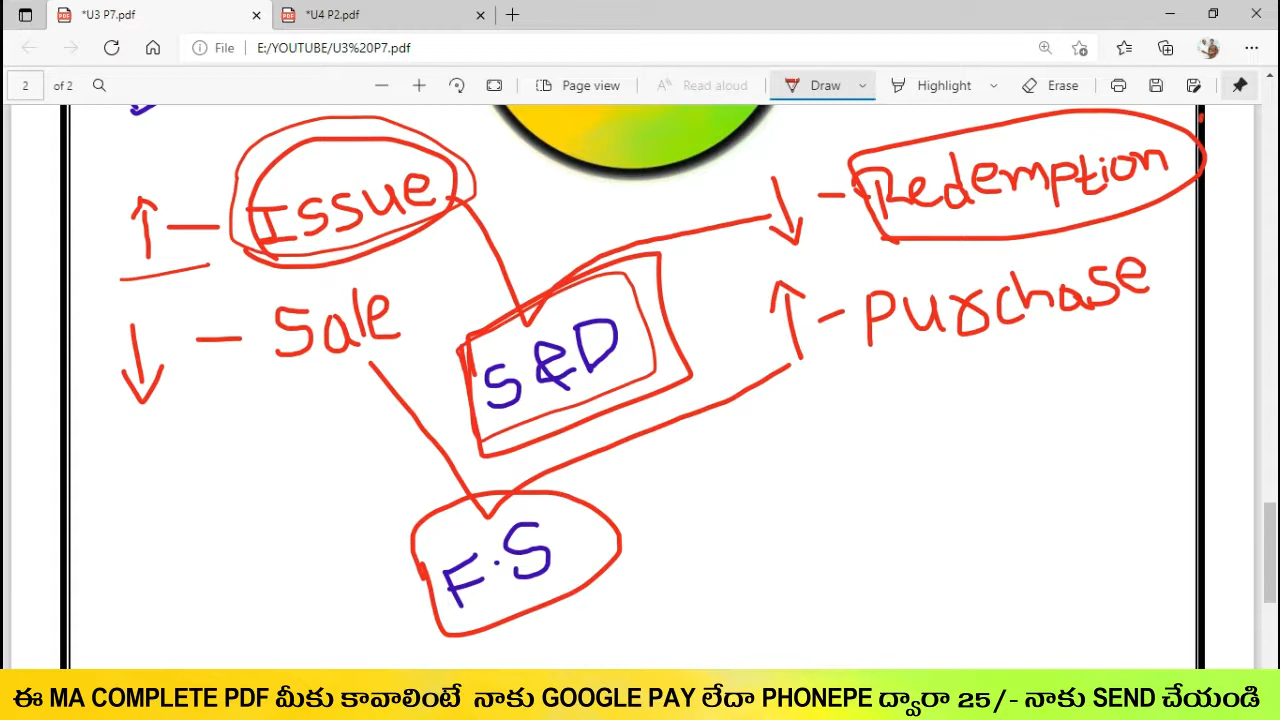 *U3 P7.pdf
*U4 P2.pdf
File E:/YOUTUBE/U3%20P7.pdf
2 of 2 Page view Read aloud Draw Highlight Erase
↑ — Issue
↓ — Redemption
↓ — Sale
↑ - Purchase
S & D
F.S
ఈ MA COMPLETE PDF మీకు కావాలింటే నాకు GOOGLE PAY లేదా PHONEPE ద్వారా 25/- నాకు SEND చేయండి